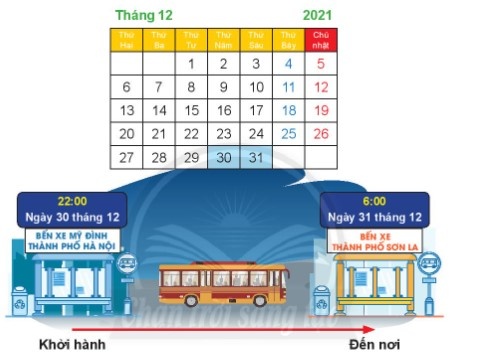 Tháng 12 2021
Thứ Hai Thứ Ba Thứ Tư Thứ Năm Thứ Sáu Thứ Bảy Chủ nhật
1 2 3 4 5
6 7 8 9 10 11 12
13 14 15 16 17 18 19
20 21 22 23 24 25 26
27 28 29 30 31
22:00
Ngày 30 tháng 12
BẾN XE MỸ ĐÌNH
THÀNH PHỐ HÀ NỘI
6:00
Ngày 31 tháng 12
BẾN XE
THÀNH PHỐ SƠN LA
Chân trời sáng tạo
Khởi hành
Đến nơi